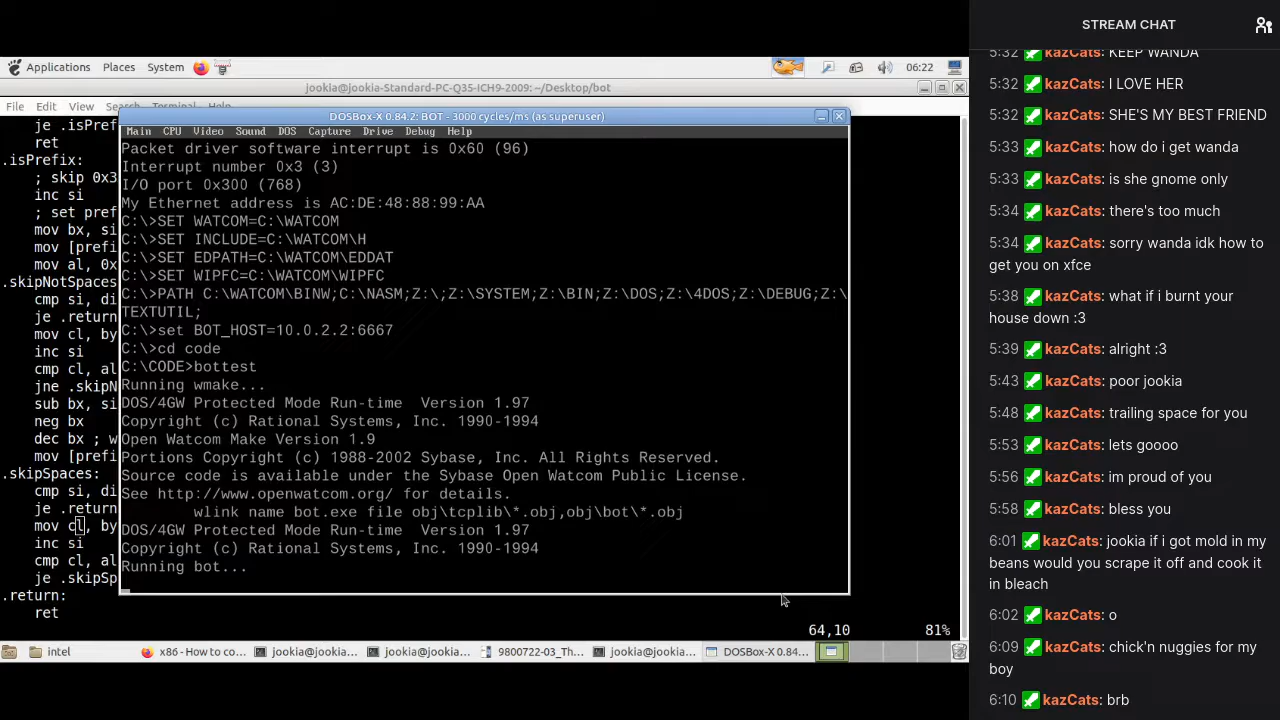 Applications Places System 06:22
jookia@jookia-Standard-PC-Q35-ICH9-2009: ~/Desktop/bot
File Edit View Search Terminal Help
je .isPref
ret
.isPrefix:
; skip 0x3
inc si
; set pref
mov bx, si
mov [prefix
mov al, 0x
.skipNotSpaces
cmp si, di
je .return
mov cl, by
inc si
cmp cl, al
jne .skipN
sub bx, si
neg bx
dec bx ; w
mov [prefi
.skipSpaces:
cmp si, di
je .return
mov cl, by
inc si
cmp cl, al
je .skipSp
.return:
ret
64,10 81%
DOSBox-X 0.84.2: BOT - 3000 cycles/ms (as superuser)
Main CPU Video Sound DOS Capture Drive Debug Help
Packet driver software interrupt is 0x60 (96)
Interrupt number 0x3 (3)
I/O port 0x300 (768)
My Ethernet address is AC:DE:48:88:99:AA
C:\>SET WATCOM=C:\WATCOM
C:\>SET INCLUDE=C:\WATCOM\H
C:\>SET EDPATH=C:\WATCOM\EDDAT
C:\>SET WIPFC=C:\WATCOM\WIPFC
C:\>PATH C:\WATCOM\BINW;C:\NASM;Z:\;Z:\SYSTEM;Z:\BIN;Z:\DOS;Z:\4DOS;Z:\DEBUG;Z:\
TEXTUTIL;
C:\>set BOT_HOST=10.0.2.2:6667
C:\>cd code
C:\CODE>bottest
Running wmake...
DOS/4GW Protected Mode Run-time Version 1.97
Copyright (c) Rational Systems, Inc. 1990-1994
Open Watcom Make Version 1.9
Portions Copyright (c) 1988-2002 Sybase, Inc. All Rights Reserved.
Source code is available under the Sybase Open Watcom Public License.
See http://www.openwatcom.org/ for details.
wlink name bot.exe file obj\tcplib\*.obj,obj\bot\*.obj
DOS/4GW Protected Mode Run-time Version 1.97
Copyright (c) Rational Systems, Inc. 1990-1994
Running bot...
intel x86 - How to co... jookia@jookia... jookia@jookia... 9800722-03_Th... jookia@jookia... DOSBox-X 0.84...
STREAM CHAT
5:32 kazCats: KEEP WANDA
5:32 kazCats: I LOVE HER
5:32 kazCats: SHE'S MY BEST FRIEND
5:33 kazCats: how do i get wanda
5:33 kazCats: is she gnome only
5:34 kazCats: there's too much
5:34 kazCats: sorry wanda idk how to
get you on xfce
5:38 kazCats: what if i burnt your
house down :3
5:39 kazCats: alright :3
5:43 kazCats: poor jookia
5:48 kazCats: trailing space for you
5:53 kazCats: lets goooo
5:56 kazCats: im proud of you
5:58 kazCats: bless you
6:01 kazCats: jookia if i got mold in my
beans would you scrape it off and cook it
in bleach
6:02 kazCats: o
6:09 kazCats: chick'n nuggies for my
boy
6:10 kazCats: brb